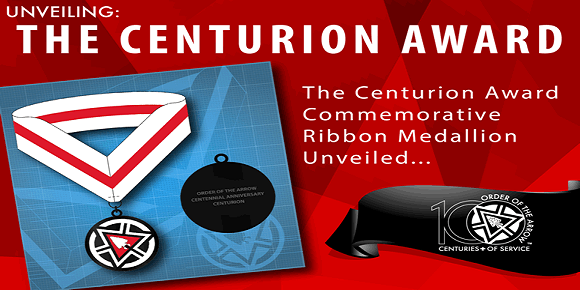 UNVEILING:
THE CENTURION AWARD
The Centurion Award
Commemorative
Ribbon Medallion
Unveiled...
ORDER OF THE ARROW
CENTENNIAL ANNIVERSARY
CENTURION
100
ORDER OF THE ARROW
CENTURIES+ OF SERVICE